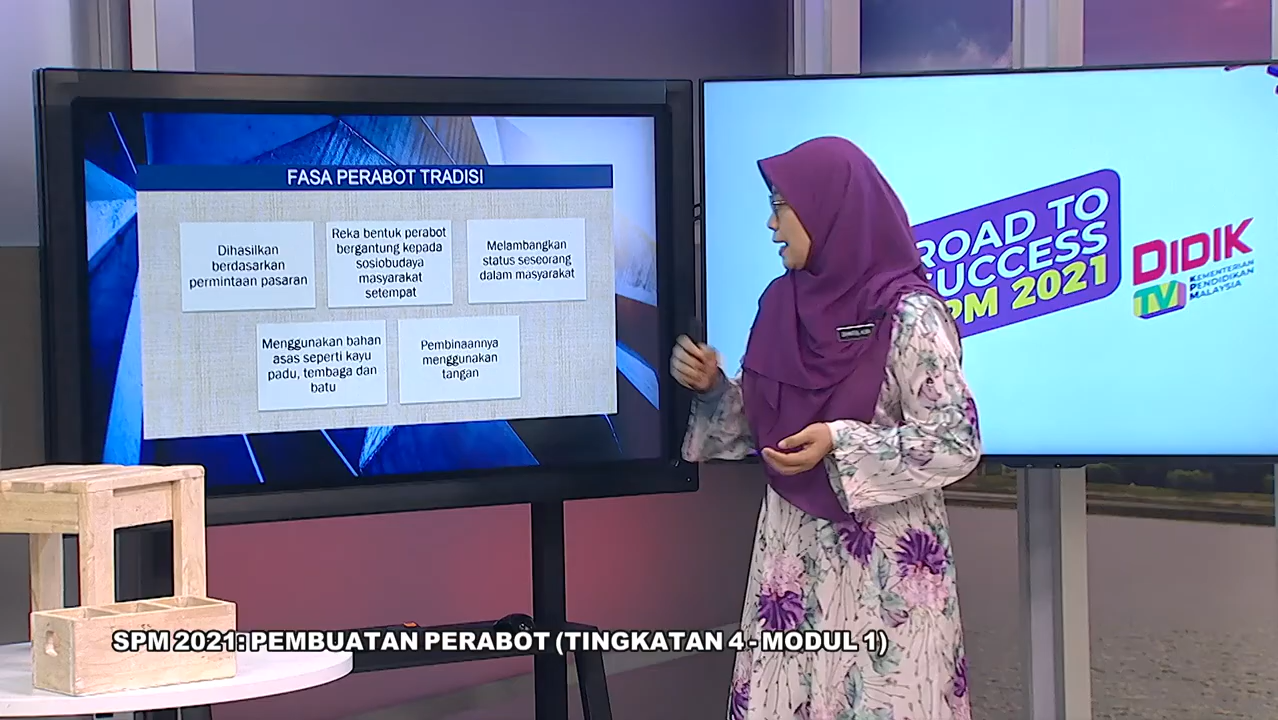 FASA PERABOT TRADISI
Dihasilkan
berdasarkan
permintaan pasaran
Reka bentuk perabot
bergantung kepada
sosiobudaya
masyarakat
setempat
Melambangkan
status seseorang
dalam masyarakat
Menggunakan bahan
asas seperti kayu
padu, tembaga dan
batu
Pembinaannya
menggunakan
tangan
ROAD TO
SUCCESS
SPM 2021
DIDIK
TV
KEMENTERIAN
PENDIDIKAN
MALAYSIA
SPM 2021: PEMBUATAN PERABOT (TINGKATAN 4 - MODUL 1)